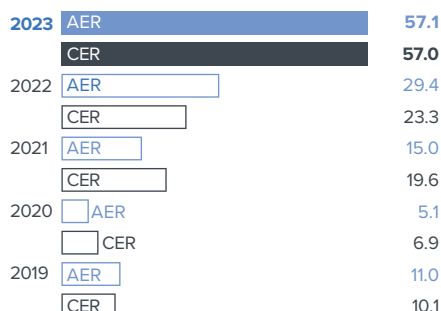 2023 AER 57.1
CER 57.0
2022 AER 29.4
CER 23.3
2021 AER 15.0
CER 19.6
2020 AER 5.1
CER 6.9
2019 AER 11.0
CER 10.1